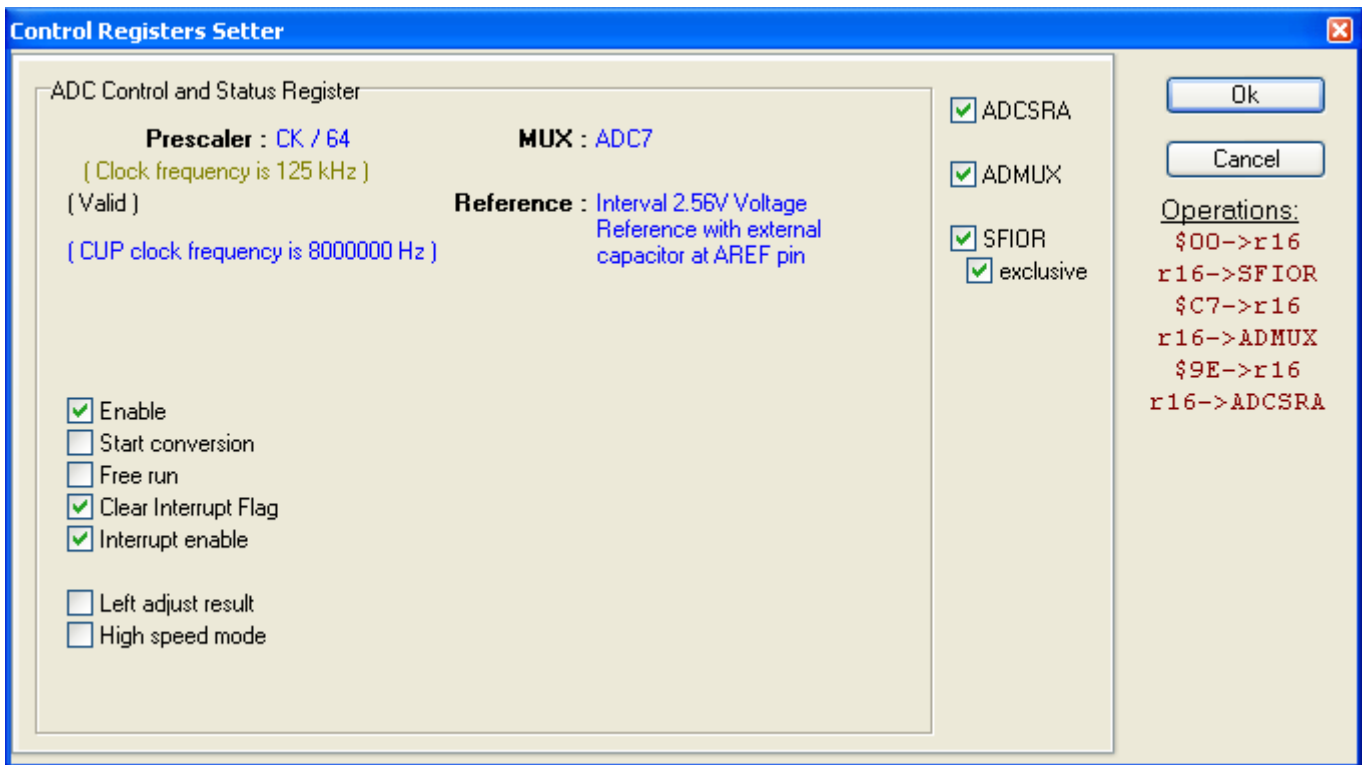 Control Registers Setter
ADC Control and Status Register
Prescaler : CK / 64
( Clock frequency is 125 kHz )
( Valid )
( CUP clock frequency is 8000000 Hz )
MUX : ADC7
Reference : Interval 2.56V Voltage
Reference with external
capacitor at AREF pin
Enable
Start conversion
Free run
Clear Interrupt Flag
Interrupt enable
Left adjust result
High speed mode
ADCSRA
ADMUX
SFIOR
exclusive
Ok
Cancel
Operations:
$00->r16
r16->SFIOR
$C7->r16
r16->ADMUX
$9E->r16
r16->ADCSRA